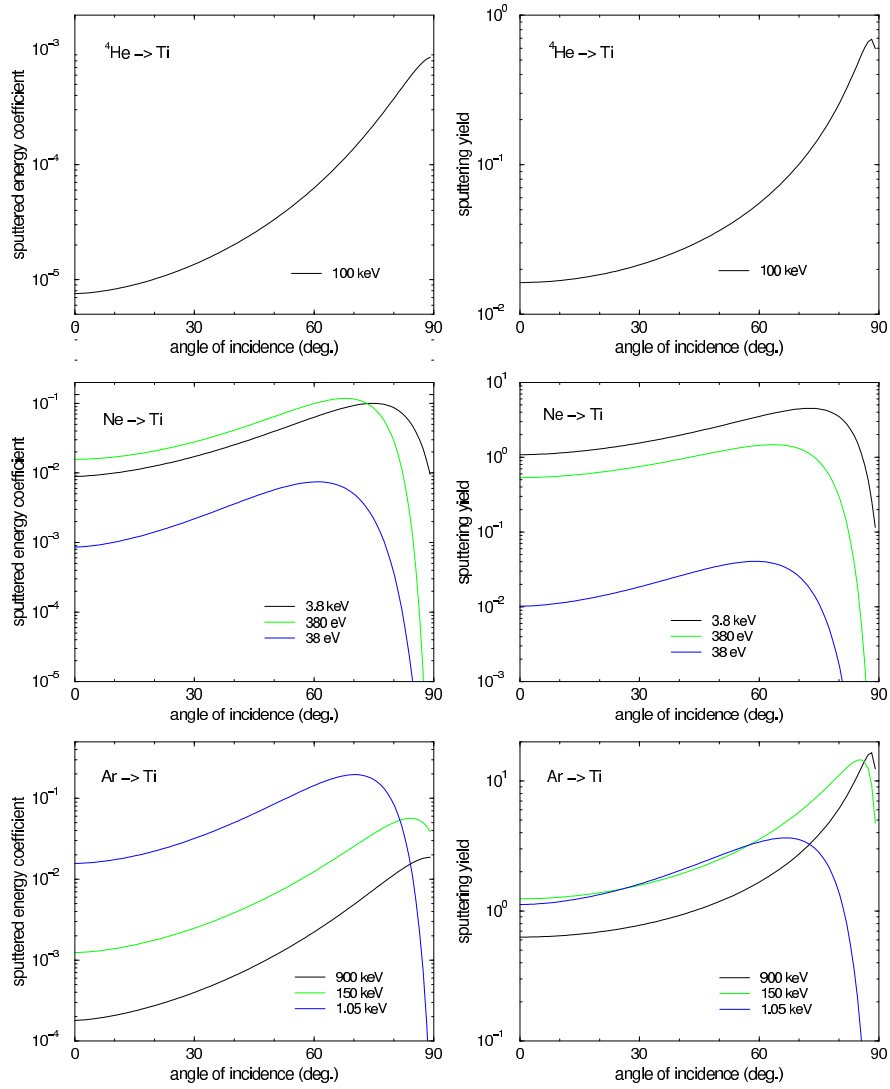 10⁻³
⁴He −> Ti
10⁻⁴
10⁻⁵
sputtered energy coefficient
100 keV
0 30 60 90
angle of incidence (deg.)
10⁰
⁴He −> Ti
10⁻¹
10⁻²
sputtering yield
100 keV
0 30 60 90
angle of incidence (deg.)
10⁻¹
Ne −> Ti
10⁻²
10⁻³
10⁻⁴
10⁻⁵
sputtered energy coefficient
3.8 keV
380 eV
38 eV
0 30 60 90
angle of incidence (deg.)
10¹
Ne −> Ti
10⁰
10⁻¹
10⁻²
10⁻³
sputtering yield
3.8 keV
380 eV
38 eV
0 30 60 90
angle of incidence (deg.)
Ar −> Ti
10⁻¹
10⁻²
10⁻³
10⁻⁴
sputtered energy coefficient
900 keV
150 keV
1.05 keV
0 30 60 90
angle of incidence (deg.)
Ar −> Ti
10¹
10⁰
10⁻¹
sputtering yield
900 keV
150 keV
1.05 keV
0 30 60 90
angle of incidence (deg.)